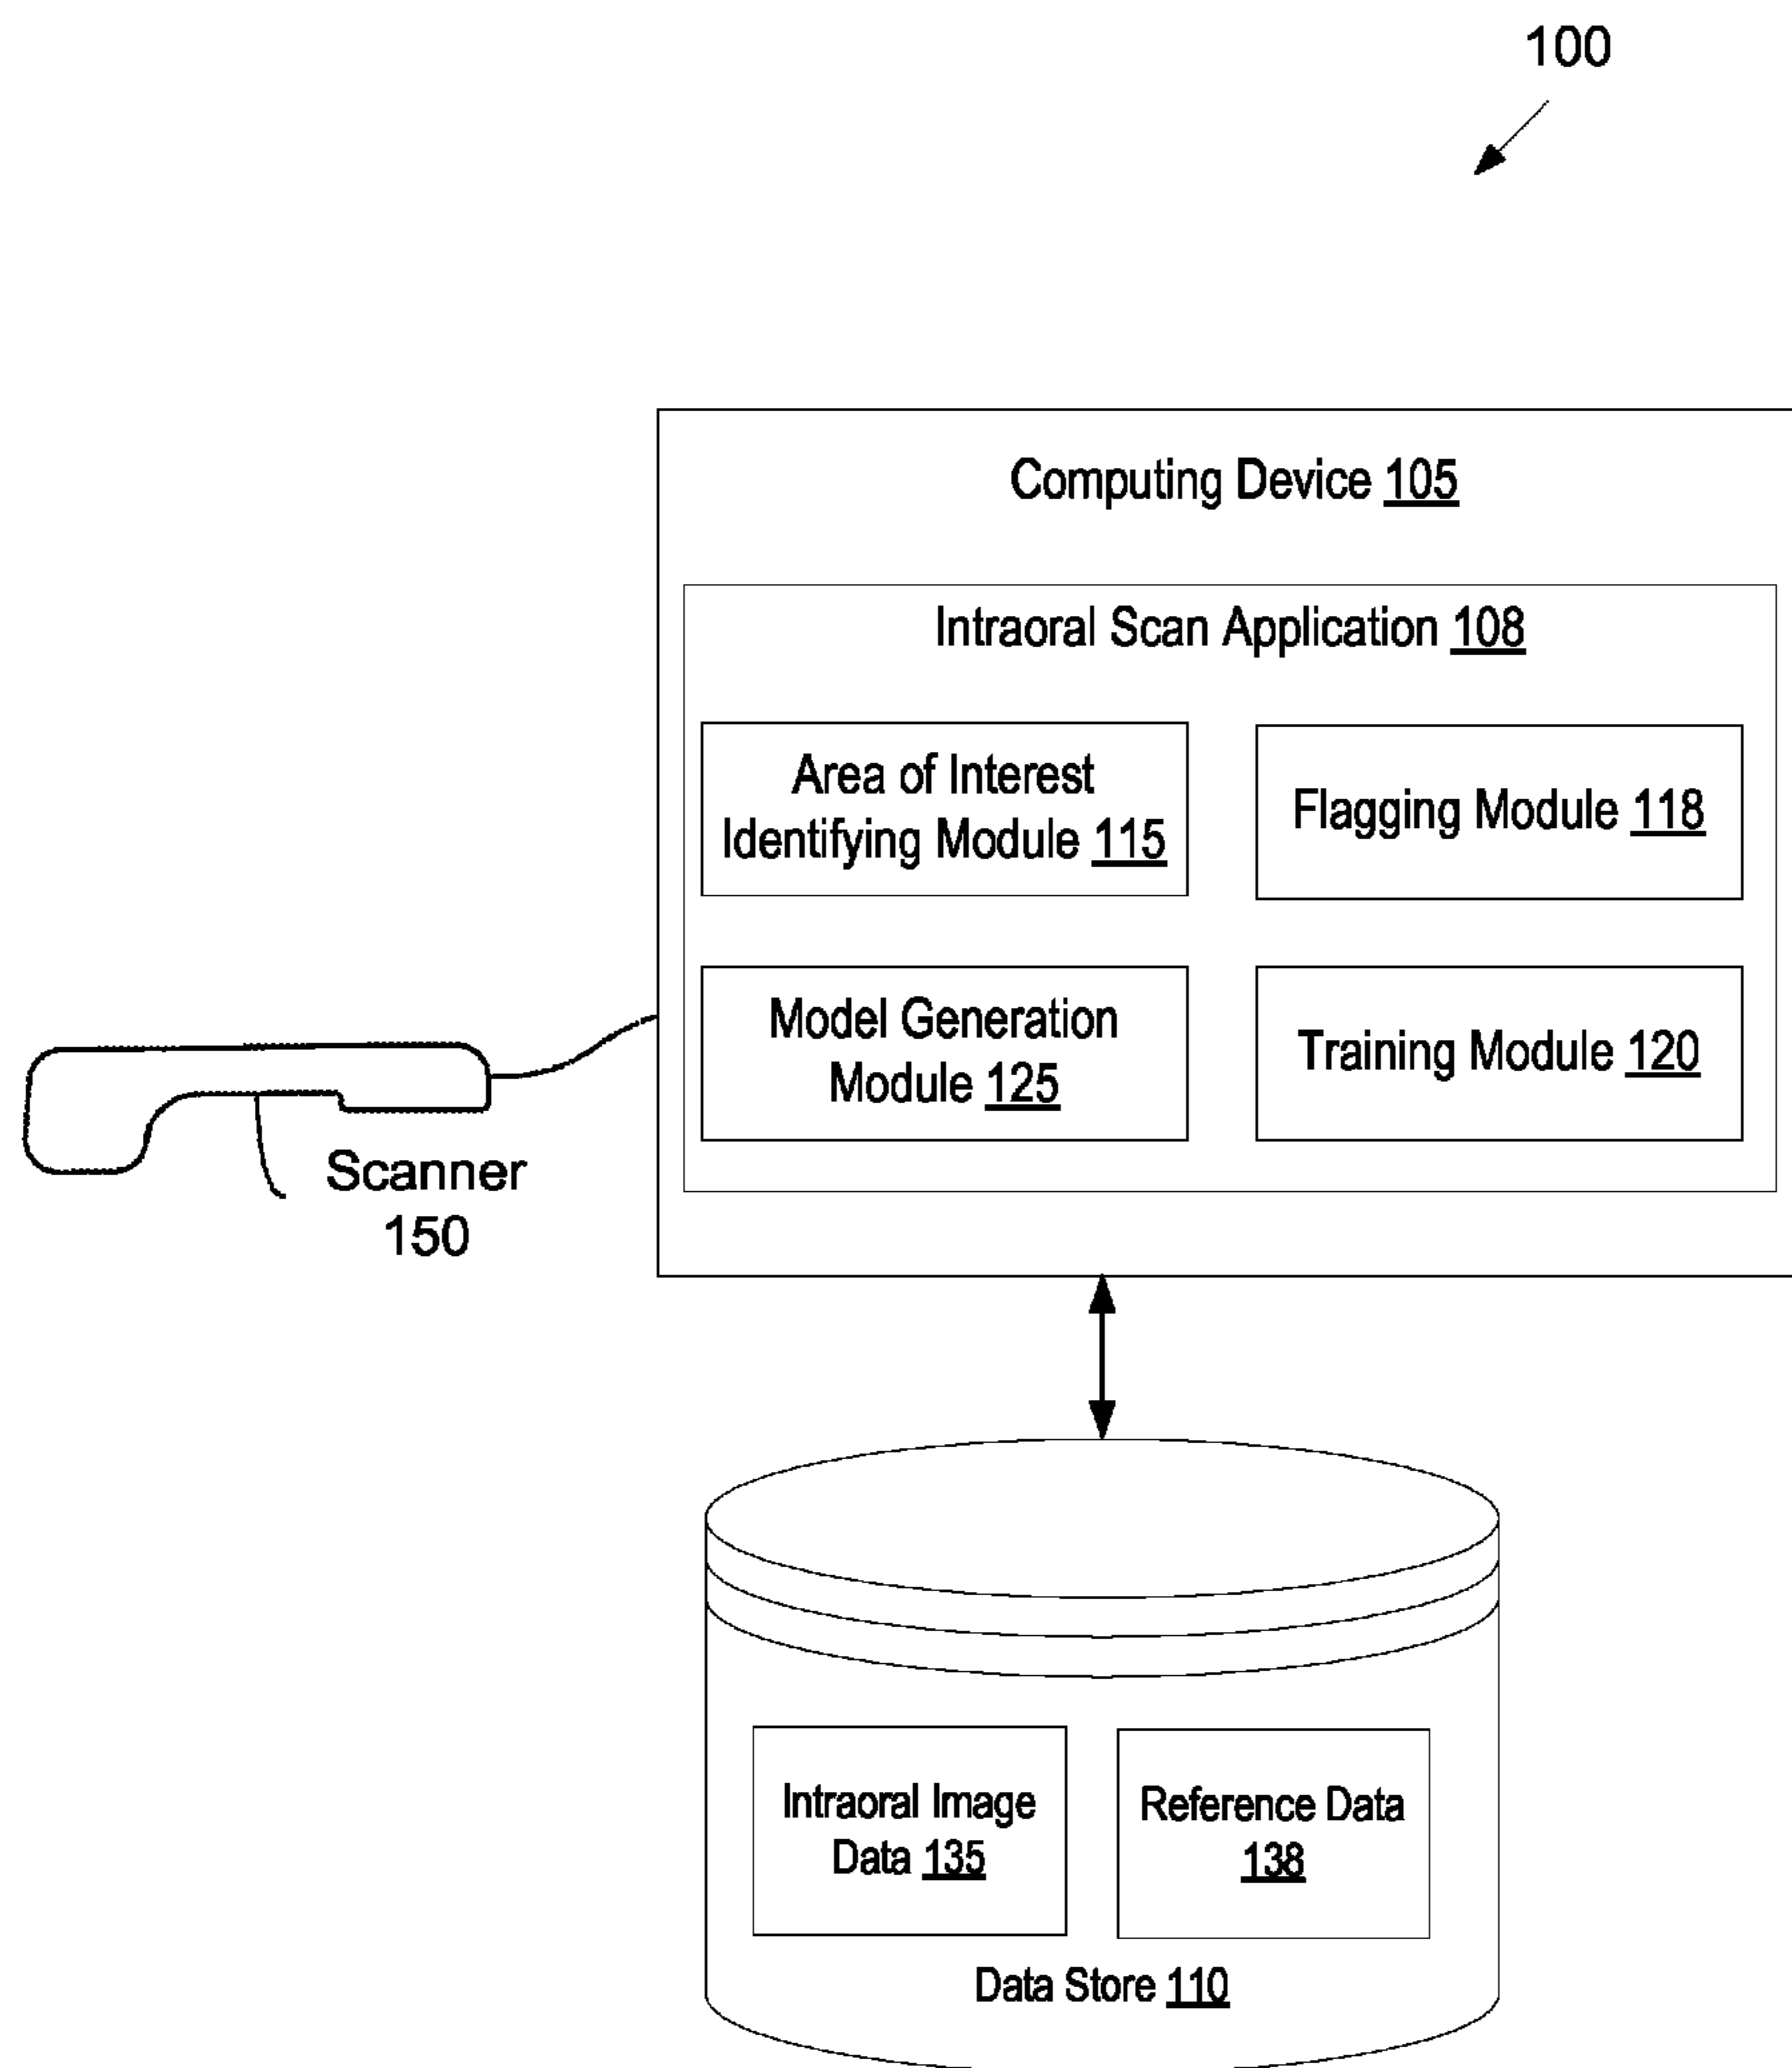 100
Computing Device 105
Intraoral Scan Application 108
Area of Interest
Identifying Module 115
Flagging Module 118
Model Generation
Module 125
Training Module 120
Scanner
150
Intraoral Image
Data 135
Reference Data
138
Data Store 110